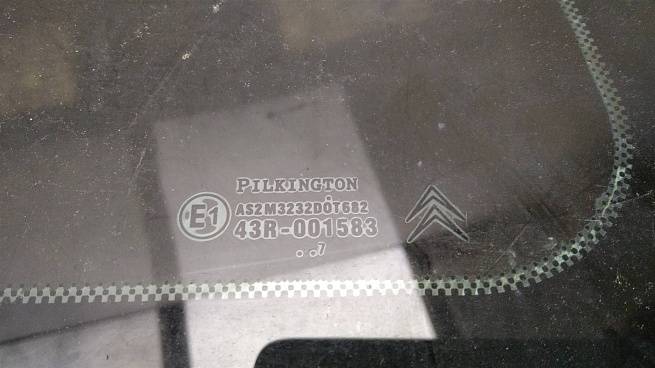 PILKINGTON
E1
AS2M3232DOT682
43R-001583
..7